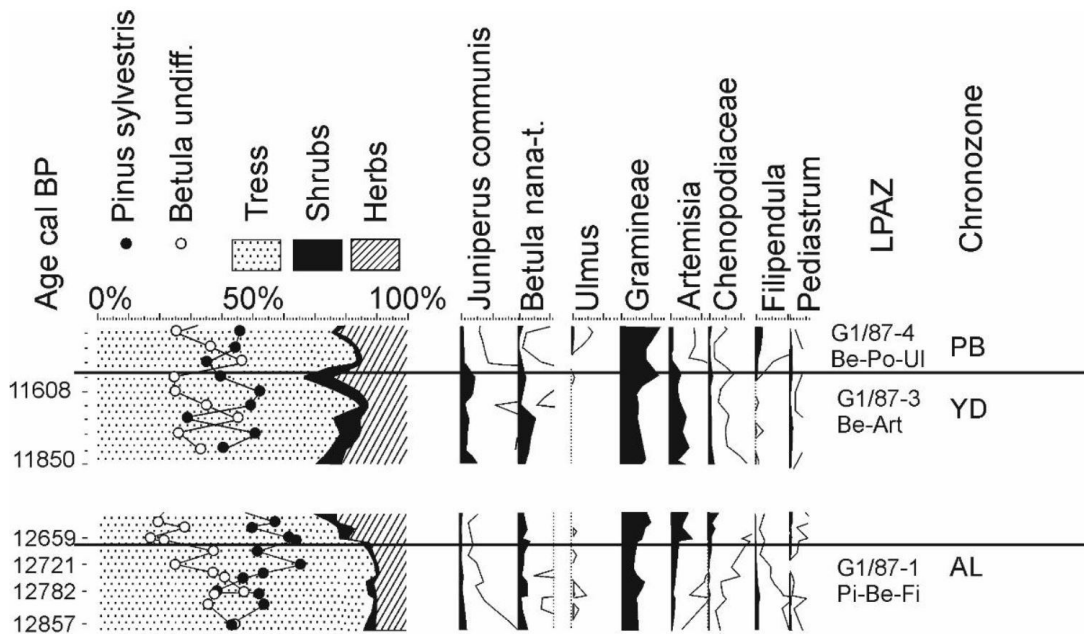 Age cal BP
Pinus sylvestris
Betula undiff.
Tress
Shrubs
Herbs
Juniperus communis
Betula nana-t.
Ulmus
Gramineae
Artemisia
Chenopodiaceae
Filipendula
Pediastrum
LPAZ
Chronozone
0% 50% 100%
G1/87-4
Be-Po-Ul
PB
11608
G1/87-3
Be-Art
YD
11850
12659
12721
G1/87-1
Pi-Be-Fi
AL
12782
12857